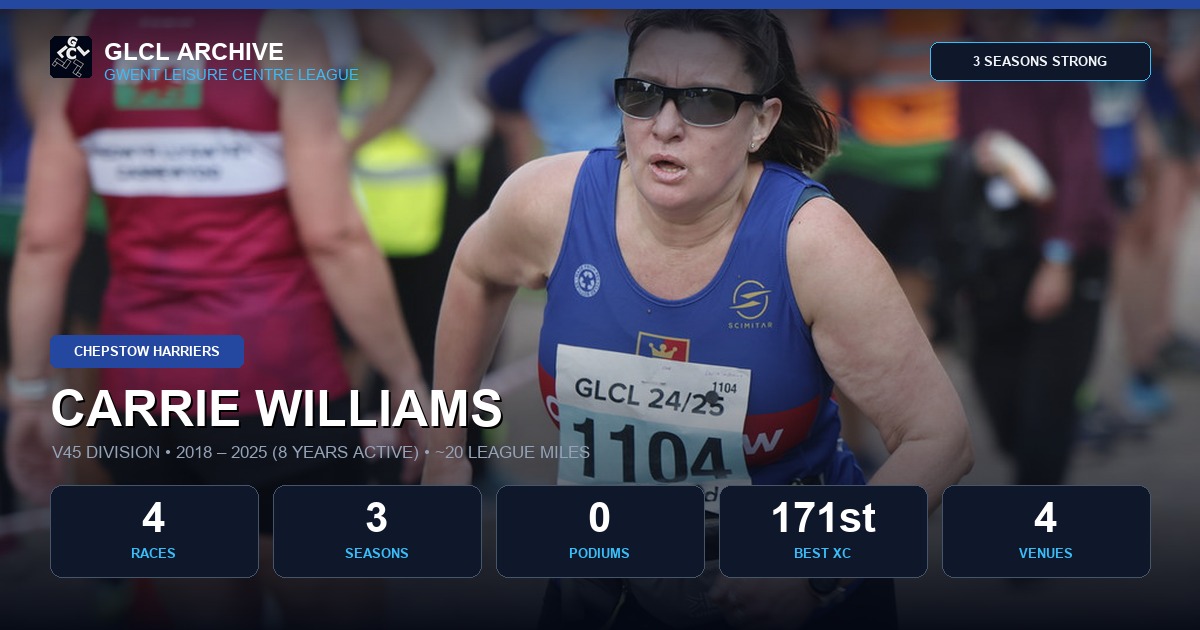 GLCL ARCHIVE
GWENT LEISURE CENTRE LEAGUE
3 SEASONS STRONG
SCIMITAR
CHEPSTOW HARRIERS
1104
GLCL 24/25
1104
W
CARRIE WILLIAMS
V45 DIVISION • 2018 – 2025 (8 YEARS ACTIVE) • ~20 LEAGUE MILES
4
RACES
3
SEASONS
0
PODIUMS
171st
BEST XC
4
VENUES